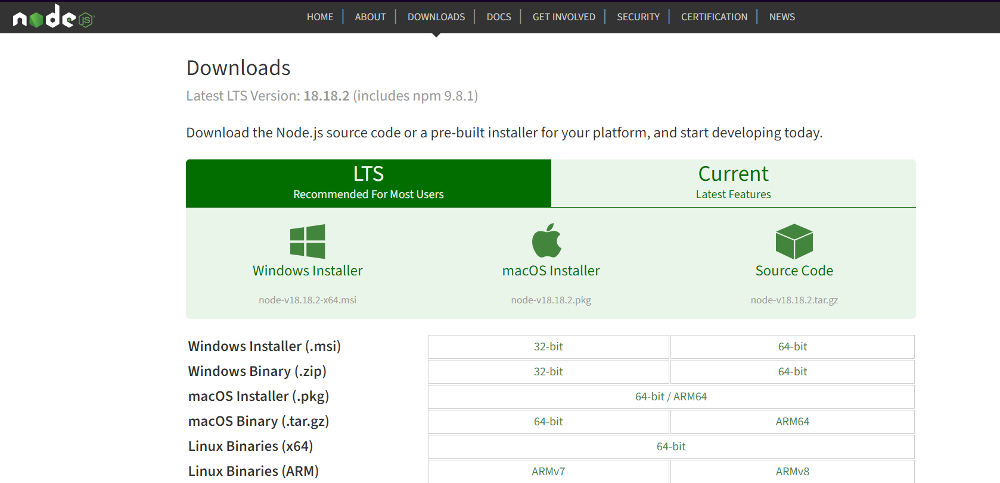 node js
HOME ABOUT DOWNLOADS DOCS GET INVOLVED SECURITY CERTIFICATION NEWS
Downloads
Latest LTS Version: 18.18.2 (includes npm 9.8.1)
Download the Node.js source code or a pre-built installer for your platform, and start developing today.
LTS
Recommended For Most Users
Current
Latest Features
Windows Installer
node-v18.18.2-x64.msi
macOS Installer
node-v18.18.2.pkg
Source Code
node-v18.18.2.tar.gz
Windows Installer (.msi) 32-bit 64-bit
Windows Binary (.zip) 32-bit 64-bit
macOS Installer (.pkg) 64-bit / ARM64
macOS Binary (.tar.gz) 64-bit ARM64
Linux Binaries (x64) 64-bit
Linux Binaries (ARM) ARMv7 ARMv8